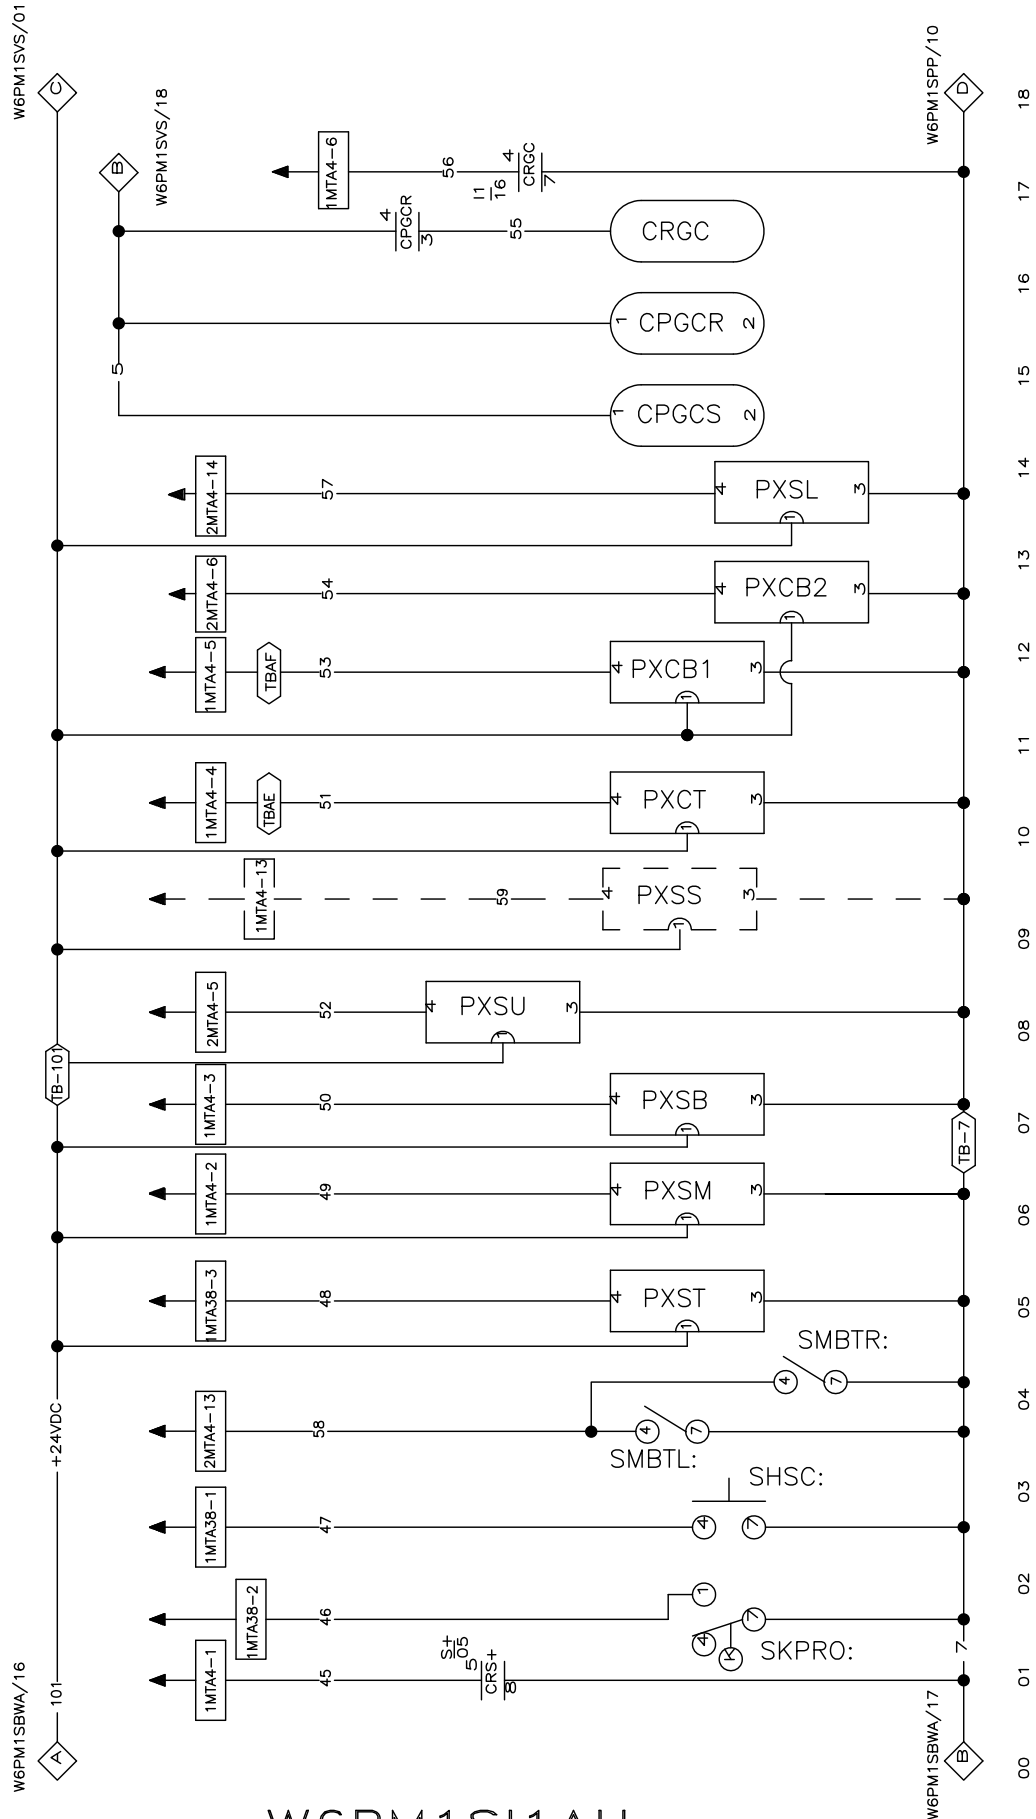 W6PM1SVS/01
C
B
W6PM1SVS/18
W6PM1SPP/10
D
18
1MTA4-6
56
I1
16
4
CRGC
7
17
4
CPGCR
3
55
CRGC
16
1
CPGCR
2
5
15
1
CPGCS
2
14
2MTA4-14
57
4
PXSL
3
1
13
2MTA4-6
54
4
PXCB2
3
1
12
1MTA4-5
TBAF
53
4
PXCB1
3
1
11
1MTA4-4
TBAE
51
4
PXCT
3
1
10
1MTA4-13
59
4
PXSS
3
1
09
2MTA4-5
52
4
PXSU
3
1
08
TB-101
1MTA4-3
50
4
PXSB
3
1
07
TB-7
1MTA4-2
49
4
PXSM
3
1
06
1MTA38-3
48
4
PXST
3
1
05
SMBTR:
4
7
04
+24VDC
2MTA4-13
58
4
7
SMBTL:
03
SHSC:
1MTA38-1
47
4
7
02
1MTA38-2
46
1
4
7
K
SKPRO:
7
W6PM1SBWA/16
101
1MTA4-1
45
S+
05
5
CRS+
8
01
A
W6PM1SBWA/17
B
00
W6PM1SI1AH